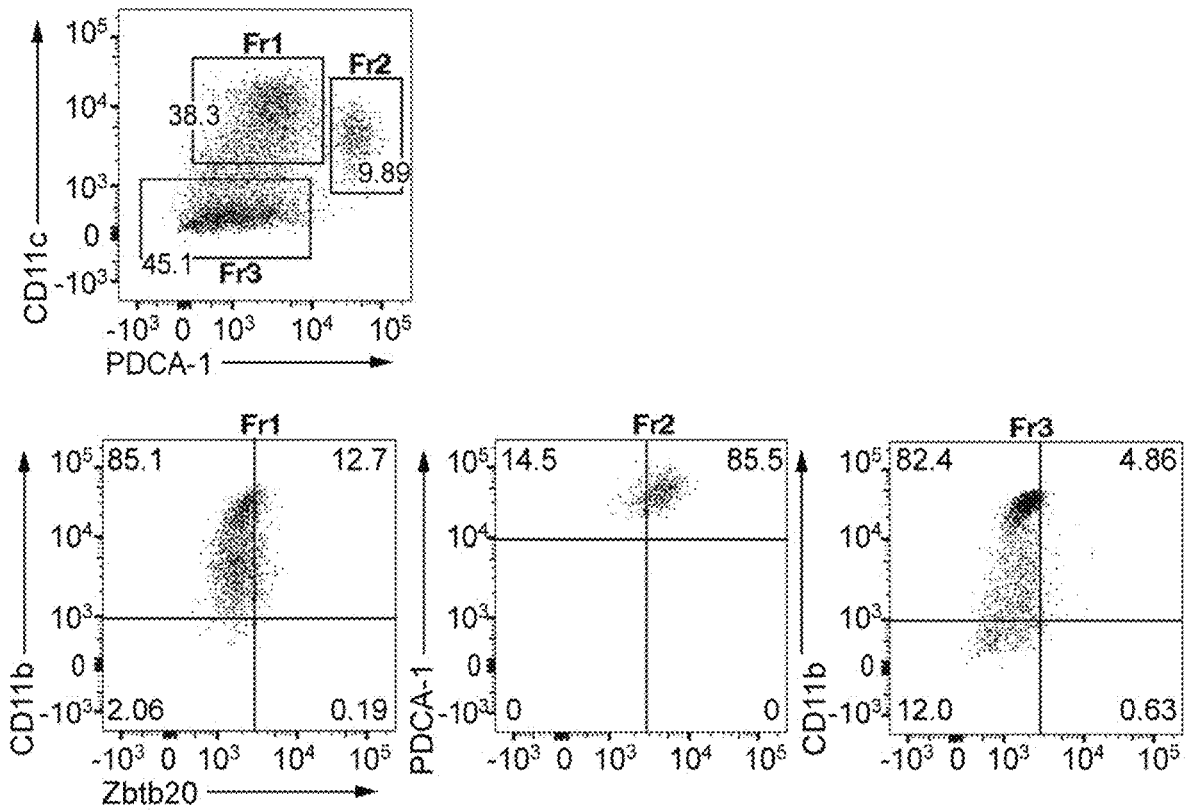 Fr1
Fr2
Fr3
38.3
9.89
45.1
CD11c
10⁵
10⁴
10³
0
-10³
-10³ 0 10³ 10⁴ 10⁵
PDCA-1
Fr1
85.1 12.7
2.06 0.19
CD11b
10⁵
10⁴
10³
0
-10³
-10³ 0 10³ 10⁴ 10⁵
Zbtb20
Fr2
14.5 85.5
0 0
PDCA-1
10⁵
10⁴
10³
0
-10³
-10³ 0 10³ 10⁴ 10⁵
Fr3
82.4 4.86
12.0 0.63
CD11b
10⁵
10⁴
10³
0
-10³
-10³ 0 10³ 10⁴ 10⁵